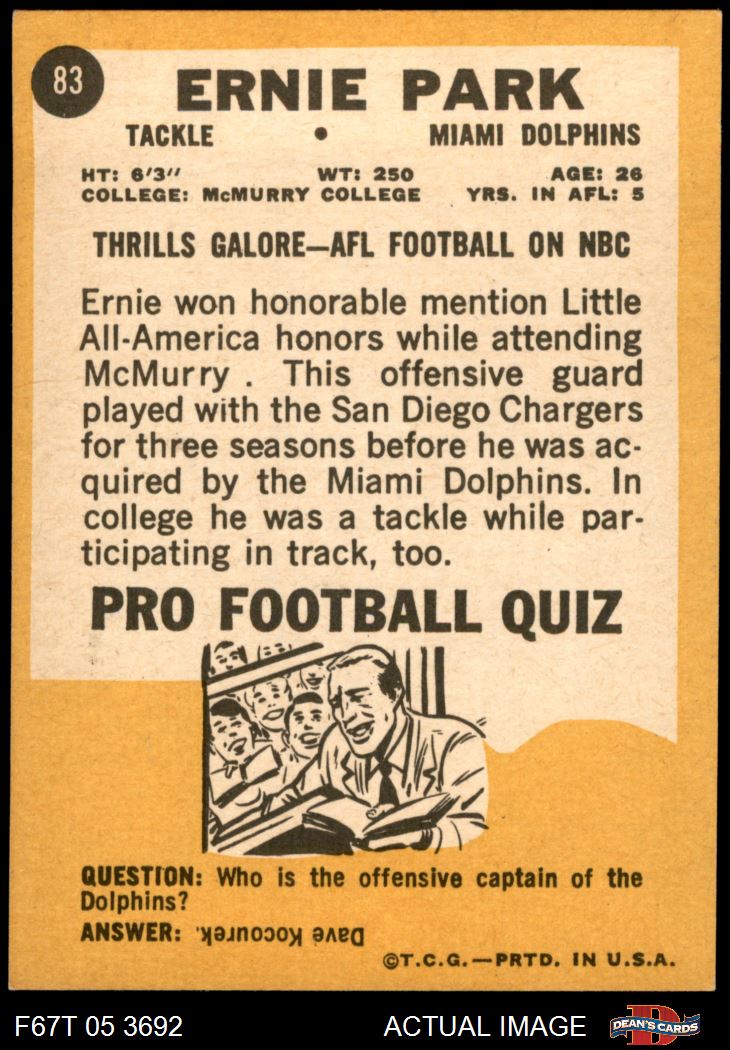 83
ERNIE PARK
TACKLE • MIAMI DOLPHINS
HT: 6'3" WT: 250 AGE: 26
COLLEGE: McMURRY COLLEGE YRS. IN AFL: 5
THRILLS GALORE—AFL FOOTBALL ON NBC
Ernie won honorable mention Little
All-America honors while attending
McMurry . This offensive guard
played with the San Diego Chargers
for three seasons before he was ac-
quired by the Miami Dolphins. In
college he was a tackle while par-
ticipating in track, too.
PRO FOOTBALL QUIZ
QUESTION: Who is the offensive captain of the
Dolphins?
ANSWER: Dave Kocourek.
©T.C.G.—PRTD. IN U.S.A.
F67T 05 3692 ACTUAL IMAGE D DEAN'S CARDS